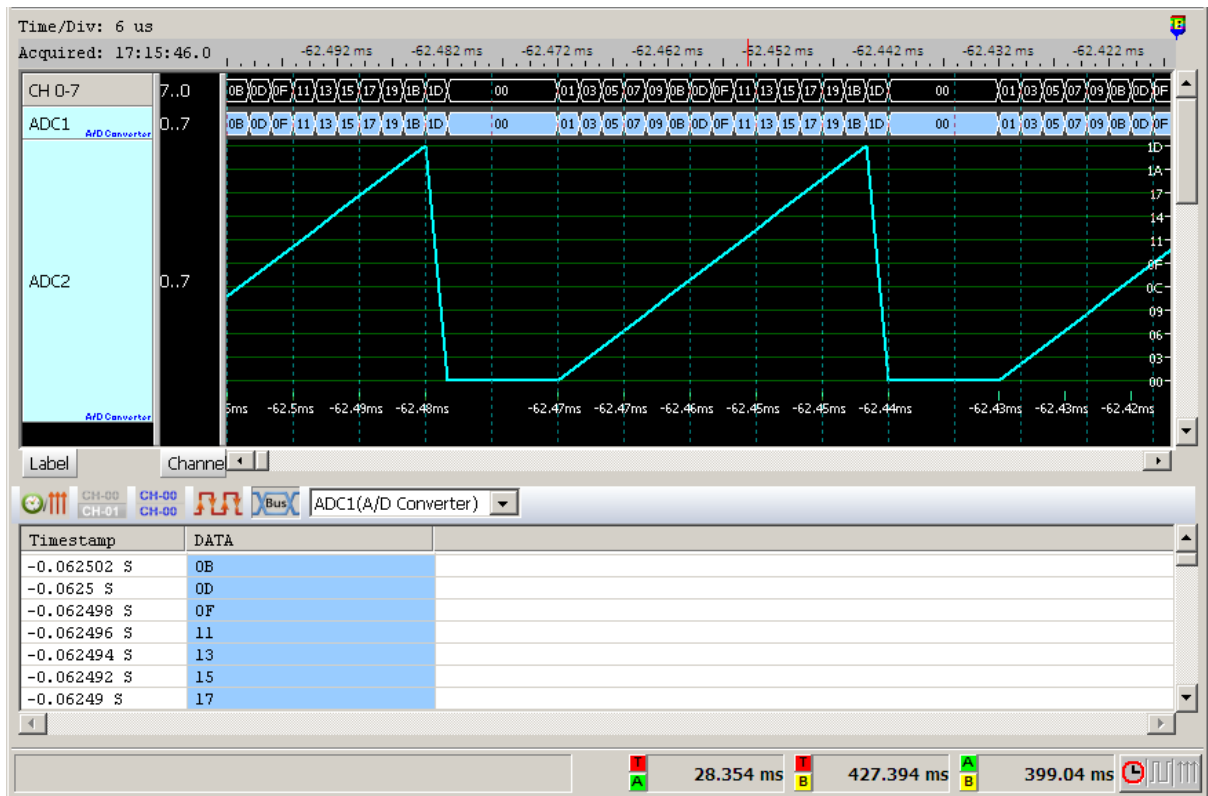 Time/Div: 6 us
Acquired: 17:15:46.0 -62.492 ms -62.482 ms -62.472 ms -62.462 ms -62.452 ms -62.442 ms -62.432 ms -62.422 ms
CH 0-7 7..0 0B 0D 0F 11 13 15 17 19 1B 1D 00 01 03 05 07 09 0B 0D 0F 11 13 15 17 19 1B 1D 00 01 03 05 07 09 0B 0D 0F
ADC1 A/D Converter 0..7 0B 0D 0F 11 13 15 17 19 1B 1D 00 01 03 05 07 09 0B 0D 0F 11 13 15 17 19 1B 1D 00 01 03 05 07 09 0B 0D 0F
1D
1A
17
14
11
0F
ADC2 0..7 0C
09
06
03
00
A/D Converter 5ms -62.5ms -62.49ms -62.48ms -62.47ms -62.47ms -62.46ms -62.45ms -62.45ms -62.44ms -62.43ms -62.43ms -62.42ms
Label Channel
CH-00 CH-00
CH-01 CH-00
Bus ADC1(A/D Converter)
Timestamp DATA
-0.062502 S 0B
-0.0625 S 0D
-0.062498 S 0F
-0.062496 S 11
-0.062494 S 13
-0.062492 S 15
-0.06249 S 17
T A 28.354 ms T B 427.394 ms A B 399.04 ms